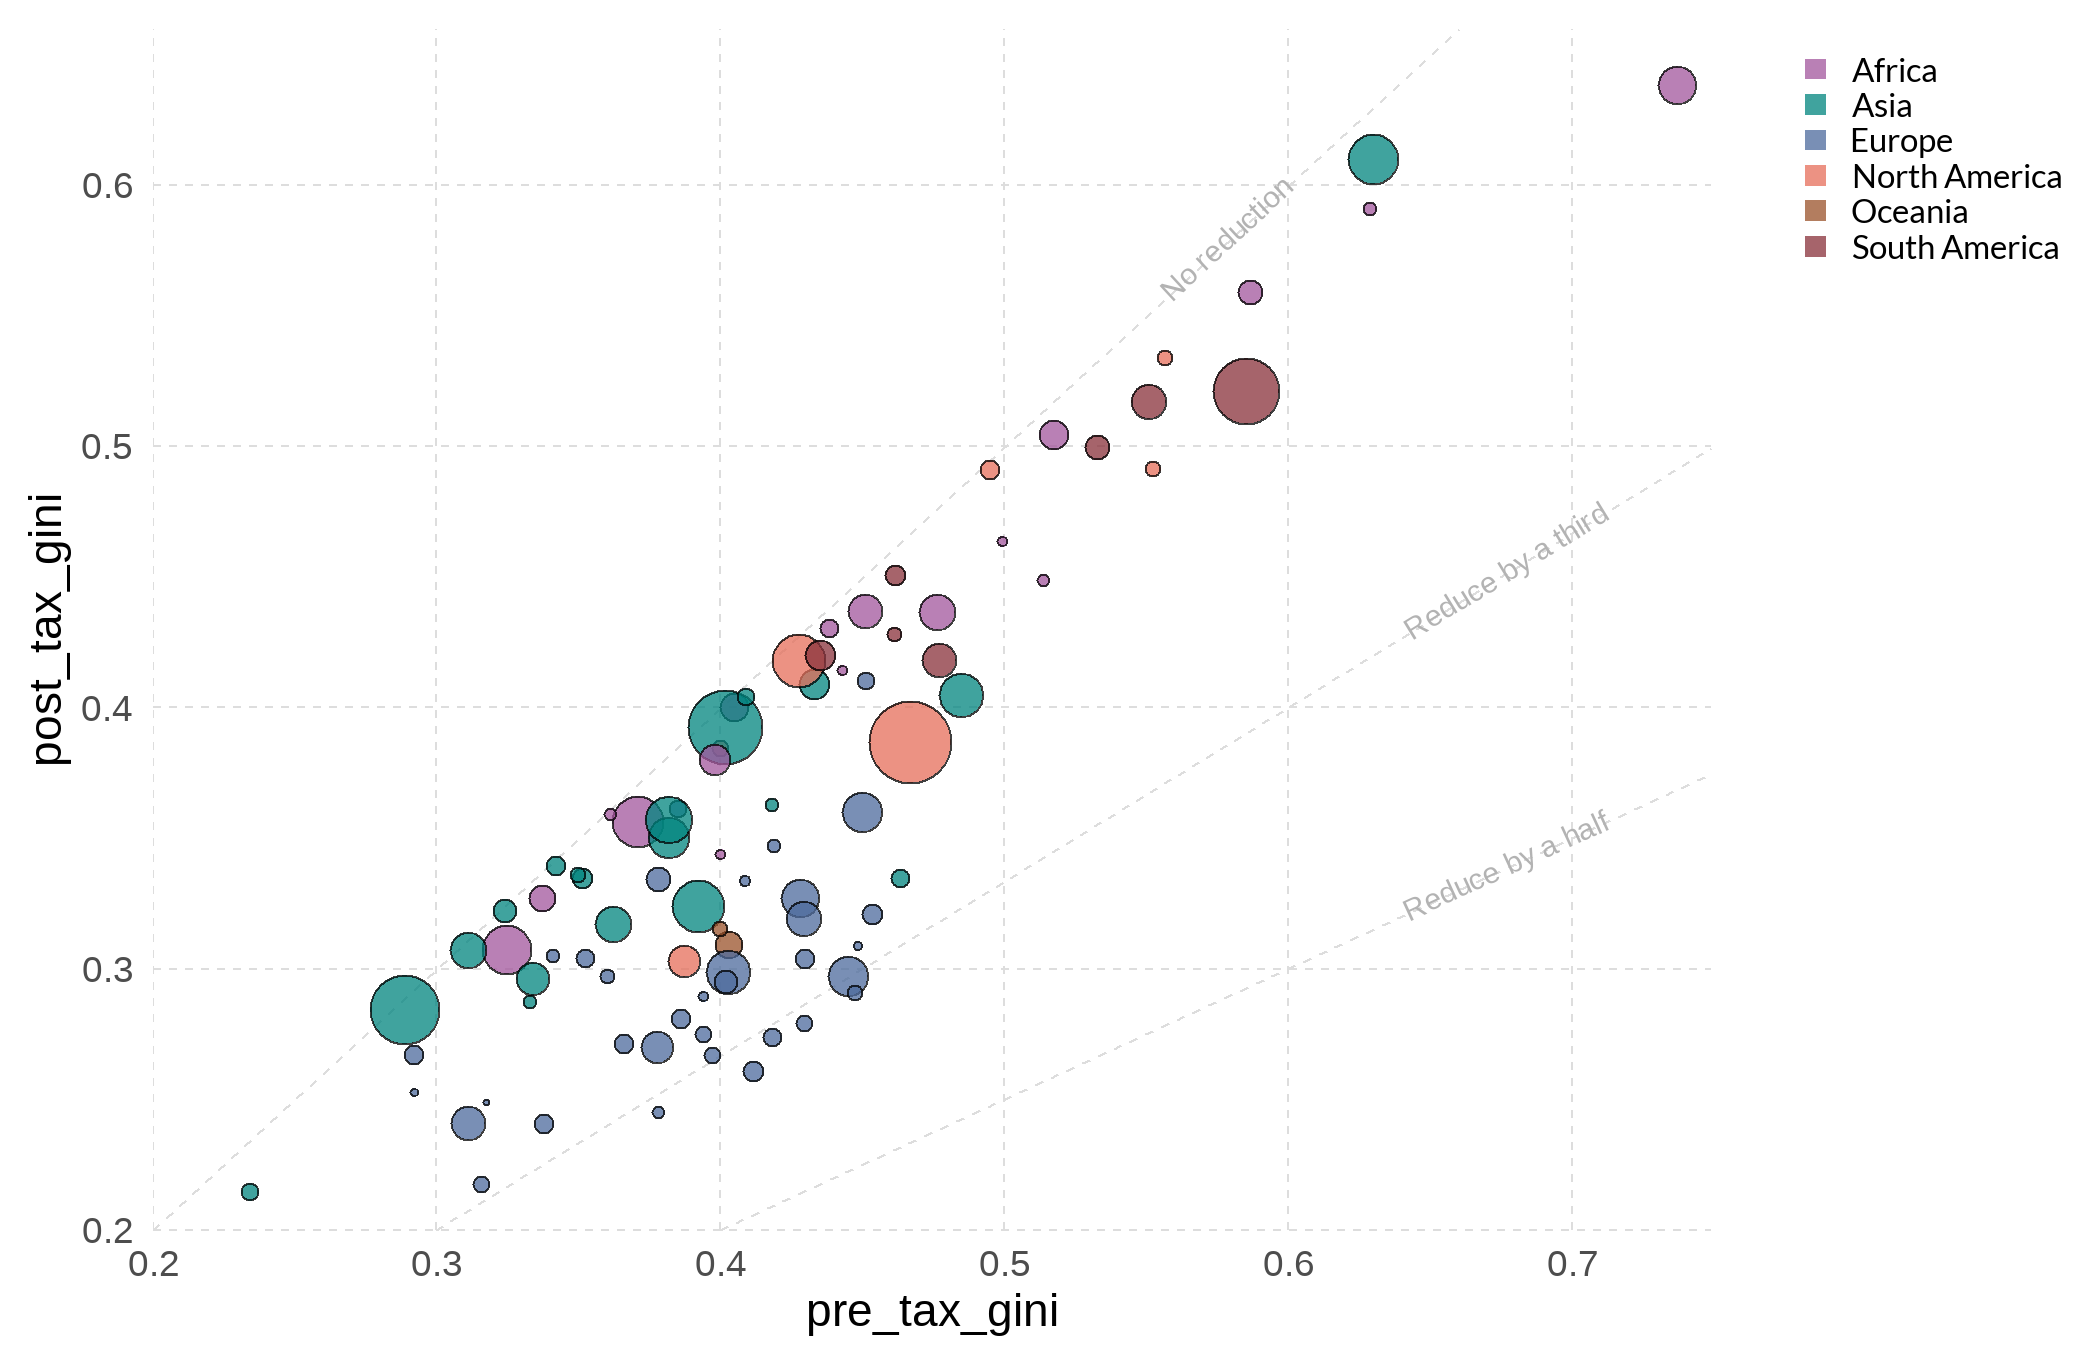 Africa
Asia
Europe
North America
Oceania
South America
No reduction
Reduce by a third
Reduce by a half
post_tax_gini
0.6
0.5
0.4
0.3
0.2
0.2
0.3
0.4
0.5
0.6
0.7
pre_tax_gini